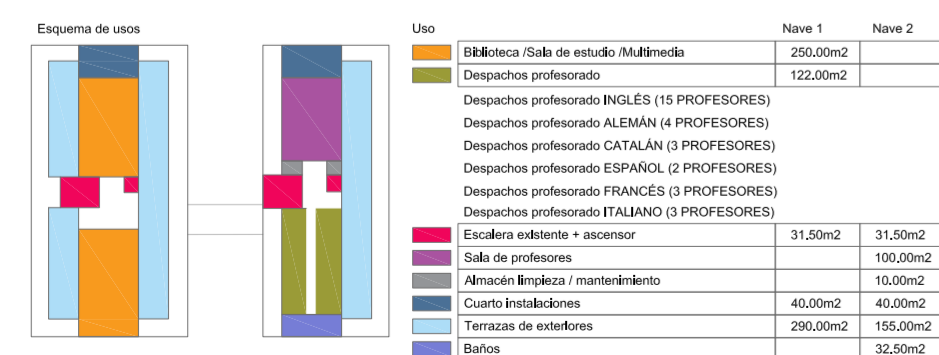 Esquema de usos
Uso Nave 1 Nave 2
Biblioteca /Sala de estudio /Multimedia 250.00m2
Despachos profesorado 122.00m2
Despachos profesorado INGLÉS (15 PROFESORES)
Despachos profesorado ALEMÁN (4 PROFESORES)
Despachos profesorado CATALÁN (3 PROFESORES)
Despachos profesorado ESPAÑOL (2 PROFESORES)
Despachos profesorado FRANCÉS (3 PROFESORES)
Despachos profesorado ITALIANO (3 PROFESORES)
Escalera existente + ascensor 31.50m2 31.50m2
Sala de profesores 100.00m2
Almacén limpieza / mantenimiento 10.00m2
Cuarto instalaciones 40.00m2 40.00m2
Terrazas de exteriores 290.00m2 155.00m2
Baños 32.50m2